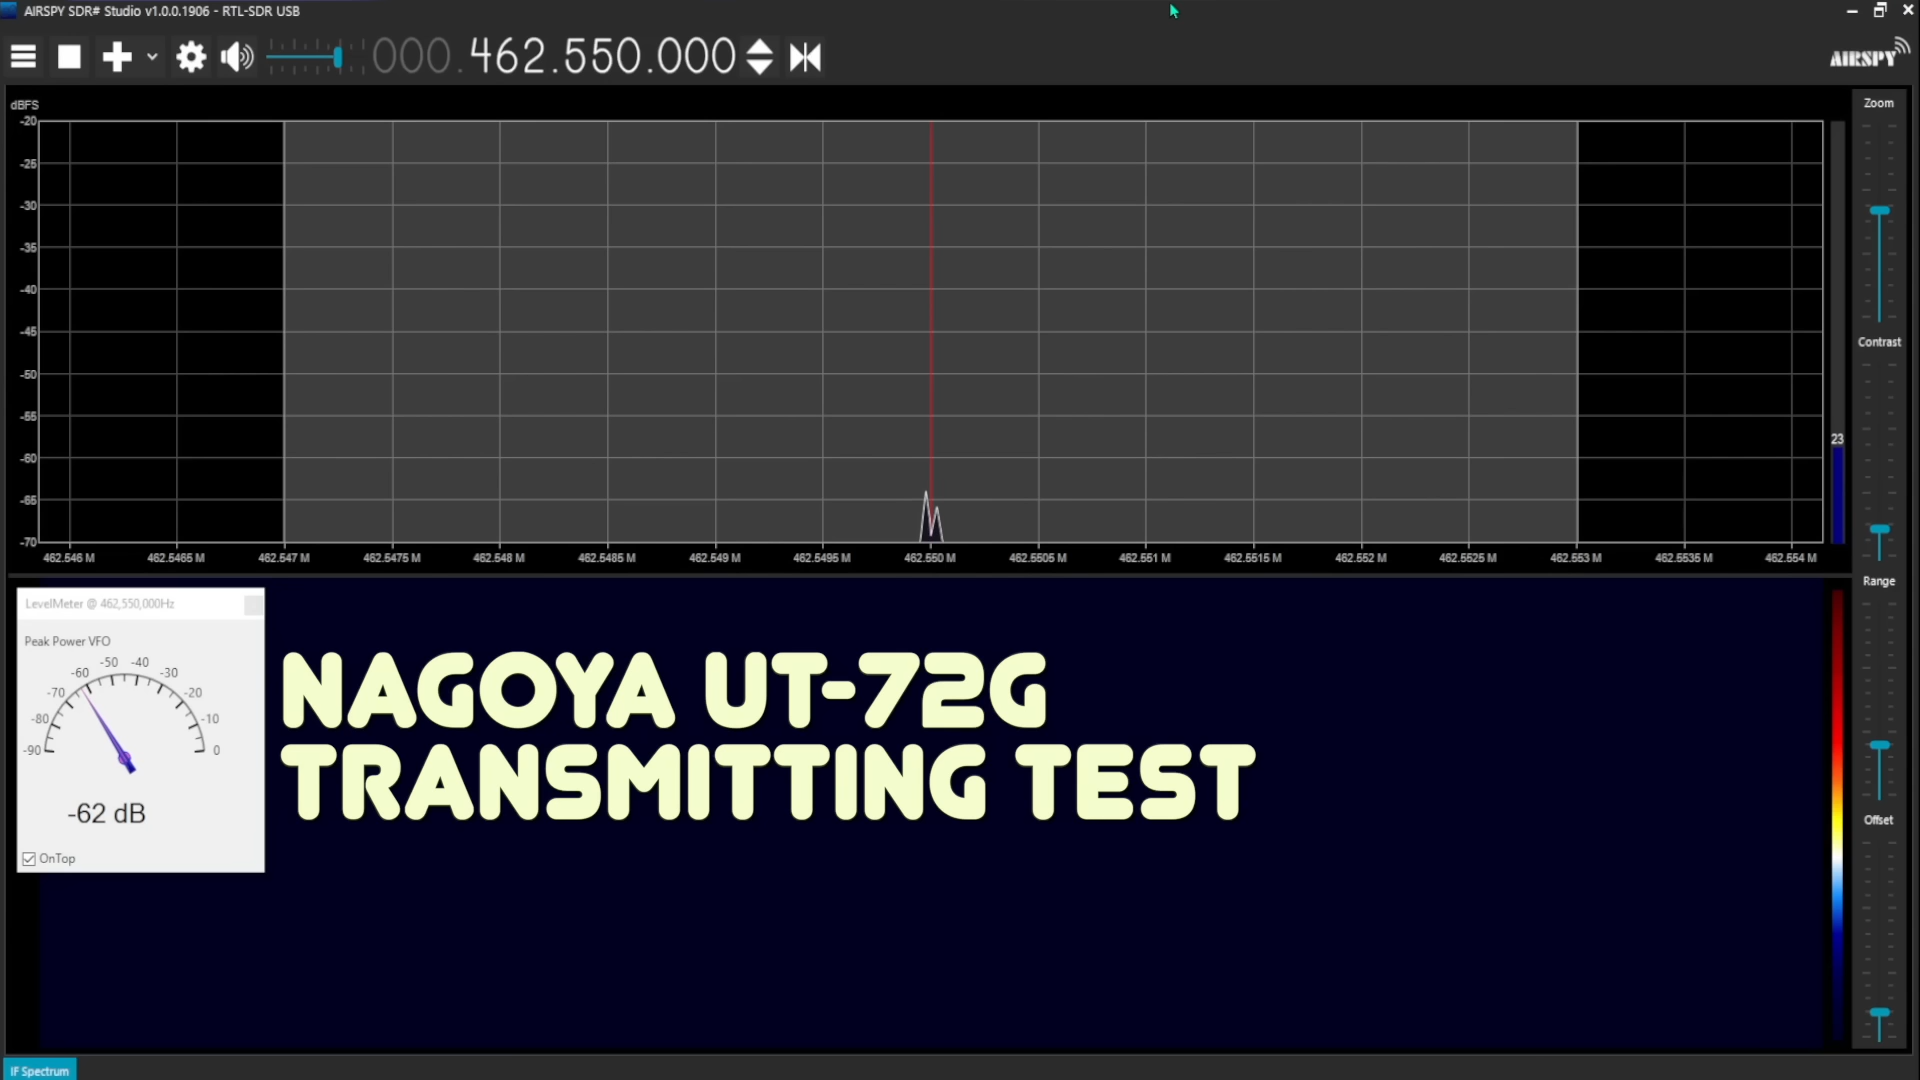 AIRSPY SDR# Studio v1.0.0.1906 - RTL-SDR USB
000.462.550.000
AIRSPY
dBFS
-20
-25
-30
-35
-40
-45
-50
-55
-60
-65
-70
462.546 M 462.5465 M 462.547 M 462.5475 M 462.548 M 462.5485 M 462.549 M 462.5495 M 462.550 M 462.5505 M 462.551 M 462.5515 M 462.552 M 462.5525 M 462.553 M 462.5535 M 462.554 M
23
Zoom
Contrast
Range
Offset
LevelMeter @ 462,550,000Hz
Peak Power VFO
-90 -80 -70 -60 -50 -40 -30 -20 -10 0
-62 dB
OnTop
NAGOYA UT-72G
TRANSMITTING TEST
IF Spectrum